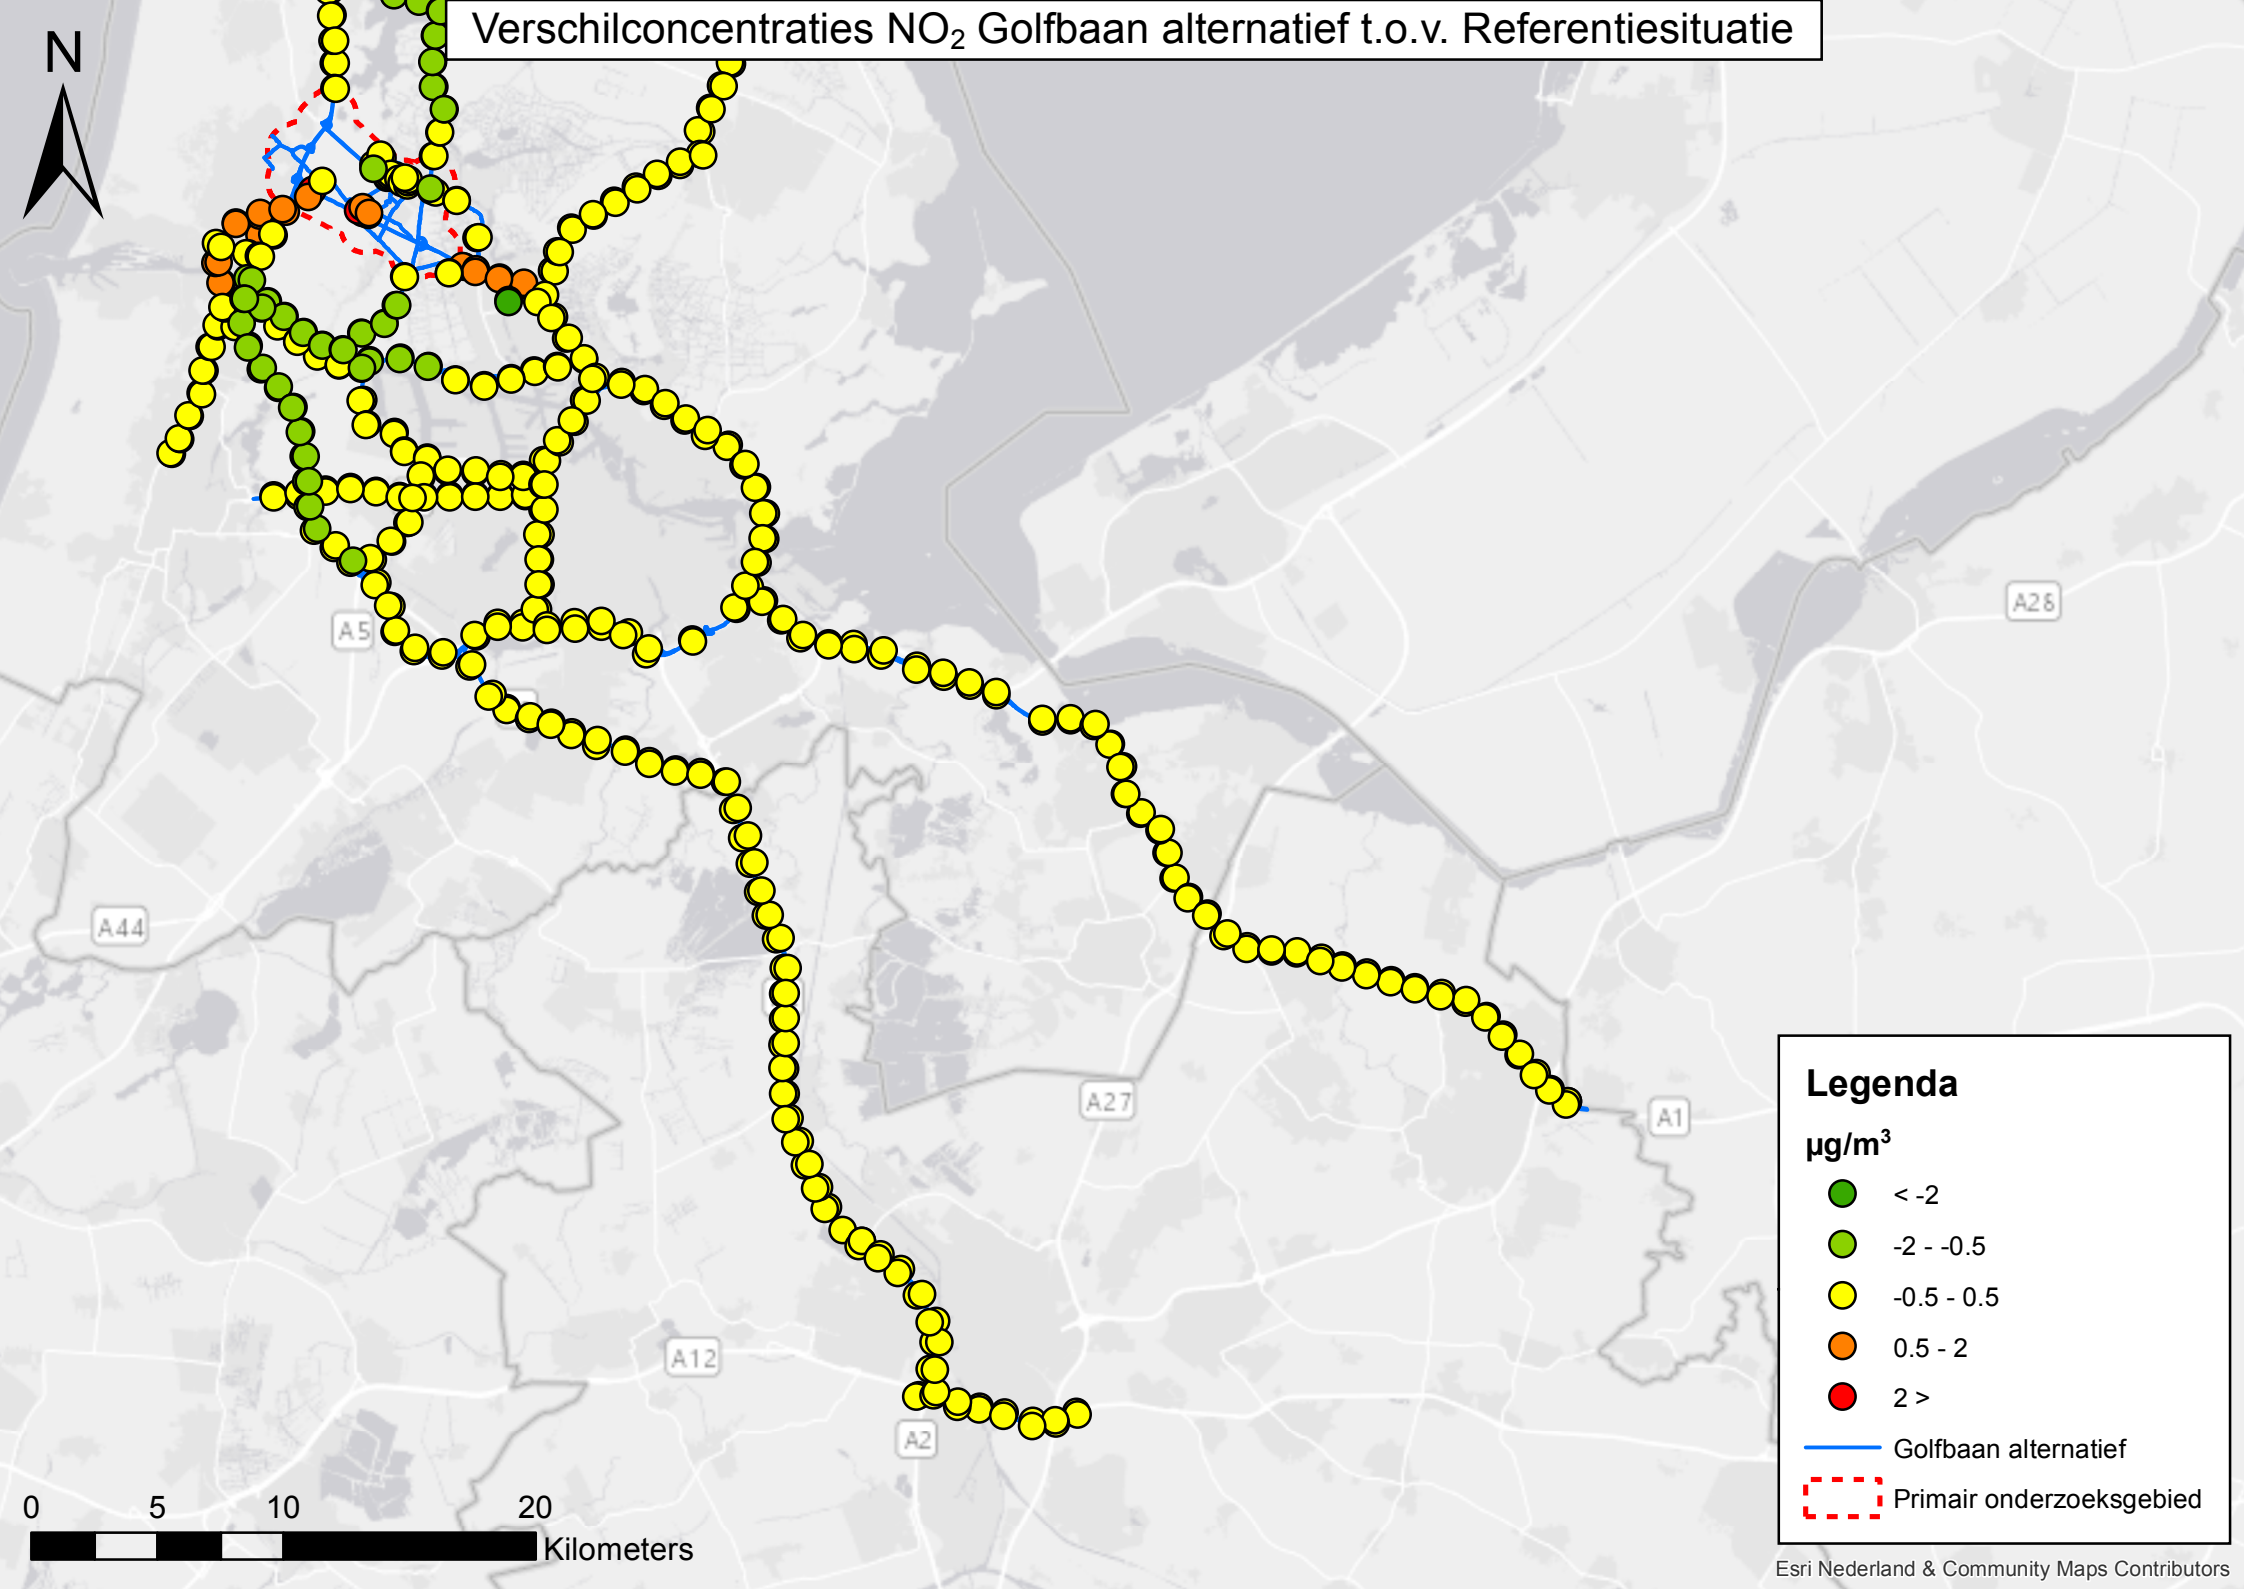 Verschilconcentraties NO₂ Golfbaan alternatief t.o.v. Referentiesituatie
N
A28
A5
A44
A27
A1
A12
A2
Legenda
µg/m³
< -2
-2 - -0.5
-0.5 - 0.5
0.5 - 2
2 >
Golfbaan alternatief
Primair onderzoeksgebied
0 5 10 20
Kilometers
Esri Nederland & Community Maps Contributors